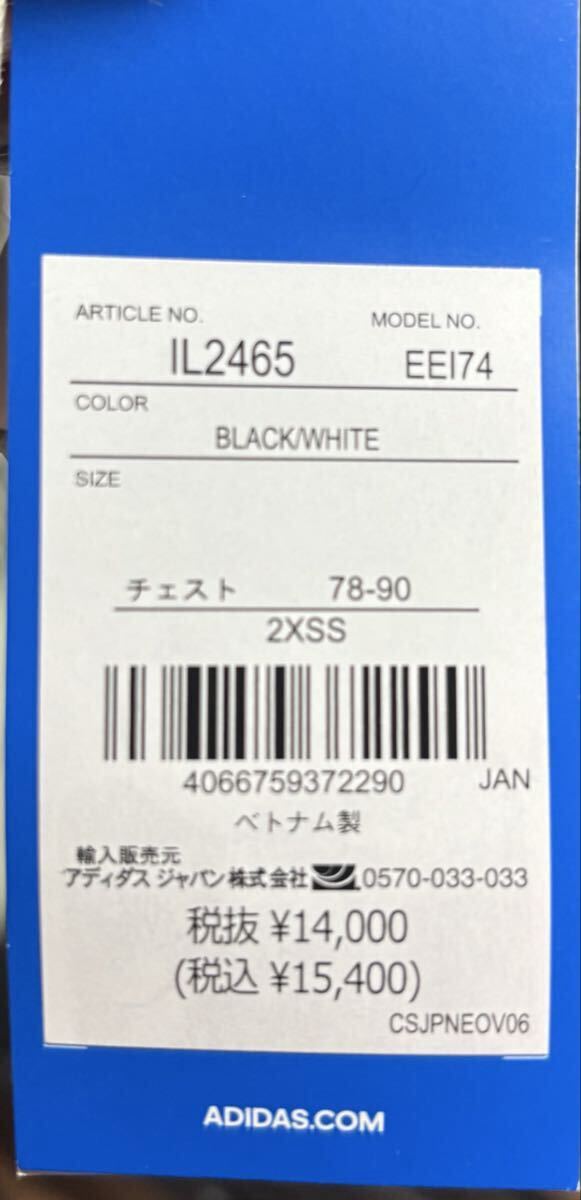 ARTICLE NO. MODEL NO.
IL2465 EEI74
COLOR
BLACK/WHITE
SIZE
チェスト 78-90
2XSS
4066759372290 JAN
ベトナム製
輸入販売元
アディダス ジャパン株式会社 0570-033-033
税抜 ¥14,000
(税込 ¥15,400)
CSJPNEOV06
ADIDAS.COM